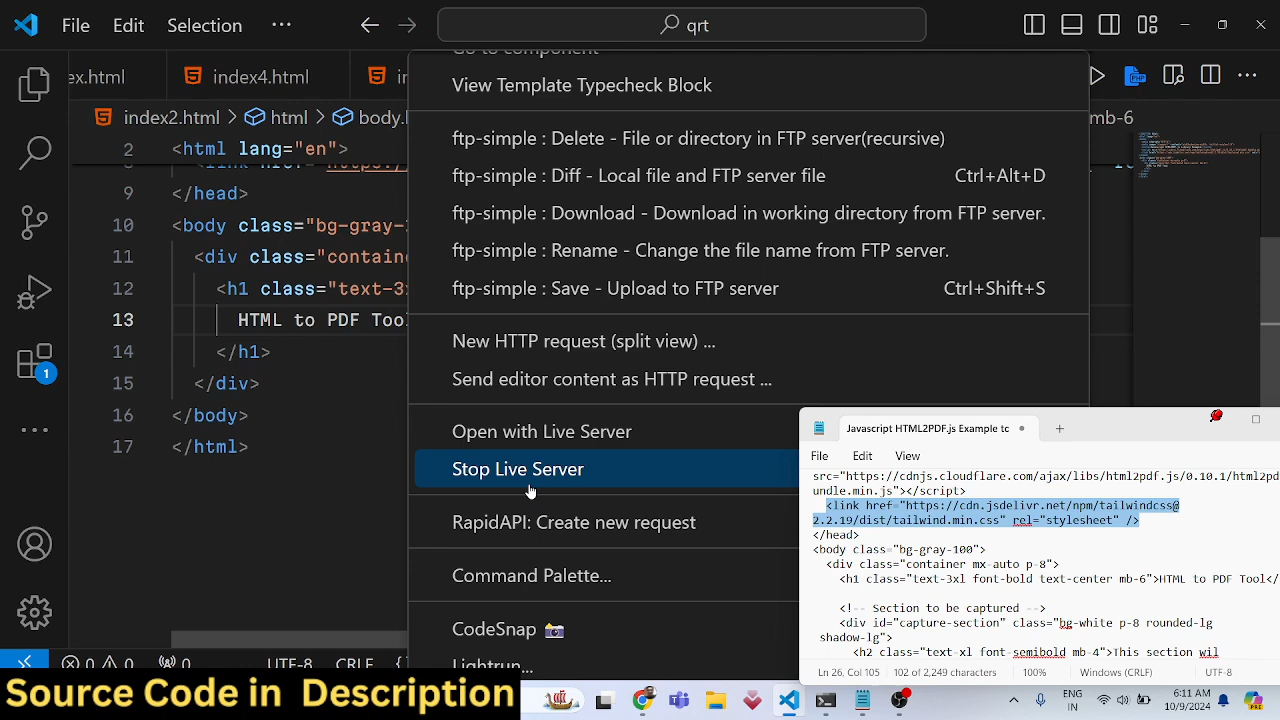 File Edit Selection ...
qrt
ex.html
index4.html
index2.html > html > body.
mb-6
2 <html lang="en">
9 </head>
10 <body class="bg-gray-
11 <div class="contain
12 <h1 class="text-3
13 HTML to PDF Too
14 </h1>
15 </div>
16 </body>
17 </html>
Go to component
View Template Typecheck Block
ftp-simple : Delete - File or directory in FTP server(recursive)
ftp-simple : Diff - Local file and FTP server file Ctrl+Alt+D
ftp-simple : Download - Download in working directory from FTP server.
ftp-simple : Rename - Change the file name from FTP server.
ftp-simple : Save - Upload to FTP server Ctrl+Shift+S
New HTTP request (split view) ...
Send editor content as HTTP request ...
Open with Live Server
Stop Live Server
RapidAPI: Create new request
Command Palette...
CodeSnap 📸
Lightrun...
1
Javascript HTML2PDF.js Example tc
File Edit View
src="https://cdnjs.cloudflare.com/ajax/libs/html2pdf.js/0.10.1/html2pd
undle.min.js"></script>
<link href="https://cdn.jsdelivr.net/npm/tailwindcss@
2.2.19/dist/tailwind.min.css" rel="stylesheet" />
</head>
<body class="bg-gray-100">
<div class="container mx-auto p-8">
<h1 class="text-3xl font-bold text-center mb-6">HTML to PDF Tool</
<!-- Section to be captured -->
<div id="capture-section" class="bg-white p-8 rounded-lg
shadow-lg">
<h2 class="text-xl font-semibold mb-4">This section wil
Ln 26, Col 105 102 of 2,249 characters 100% Windows (CRLF) UTF-8
0 0 0 UTF-8 CRLF {
Source Code in Description
ENG
IN
6:11 AM
10/9/2024